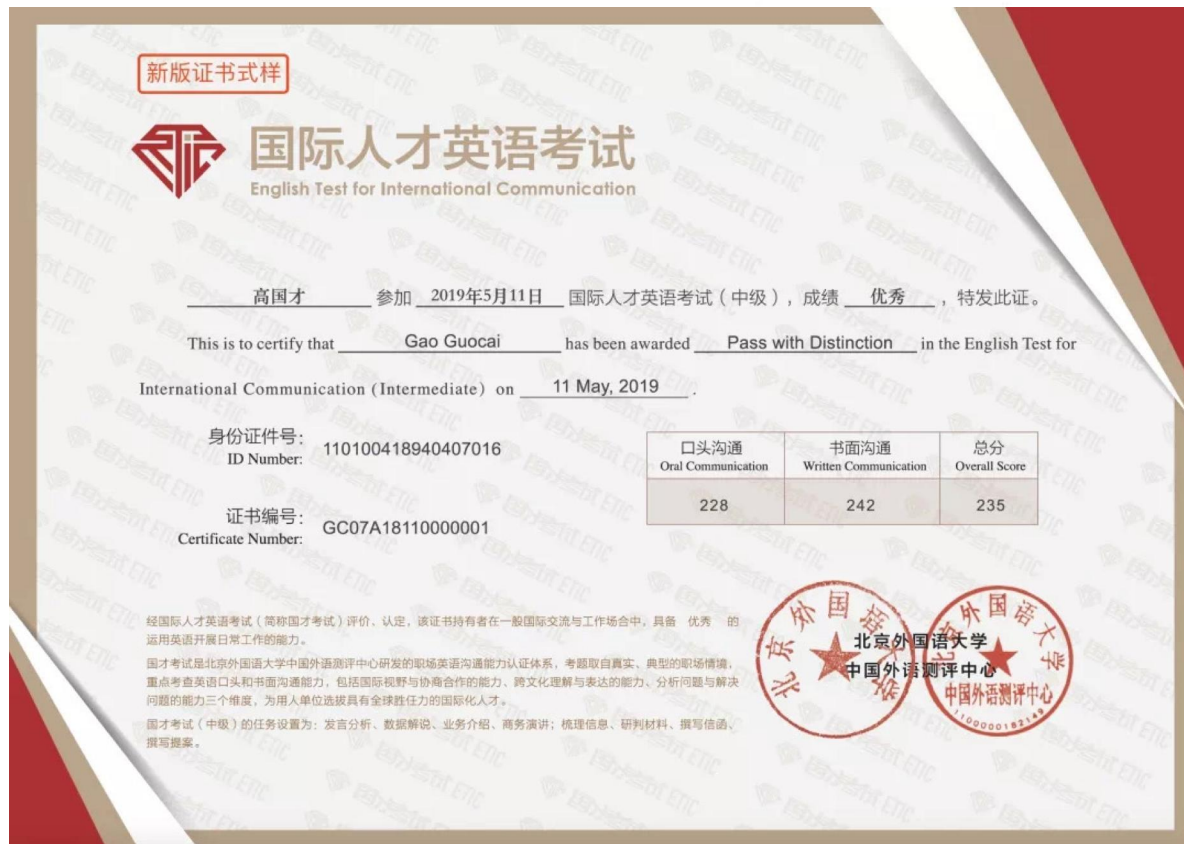 新版证书式样
ETIC
国际人才英语考试
English Test for International Communication
高国才 参加 2019年5月11日 国际人才英语考试（中级），成绩 优秀 ，特发此证。
This is to certify that Gao Guocai has been awarded Pass with Distinction in the English Test for
International Communication (Intermediate) on 11 May, 2019 .
身份证件号：
ID Number:
110100418940407016
口头沟通 书面沟通 总分
Oral Communication Written Communication Overall Score
228 242 235
证书编号：
Certificate Number:
GC07A18110000001
经国际人才英语考试（简称国才考试）评价、认定，该证书持有者在一般国际交流与工作场合中，具备 优秀 的
运用英语开展日常工作的能力。
国才考试是北京外国语大学中国外语测评中心研发的职场英语沟通能力认证体系，考题取自真实、典型的职场情境，
重点考查英语口头和书面沟通能力，包括国际视野与协商合作的能力、跨文化理解与表达的能力、分析问题与解决
问题的能力三个维度，为用人单位选拔具有全球胜任力的国际化人才。
国才考试（中级）的任务设置为：发言分析、数据解说、业务介绍、商务演讲；梳理信息、研判材料、撰写信函、
撰写提案。
北京外国语大学
中国外语测评中心
北京外国语大学
北京外国语大学
中国外语测评中心
1100000182149